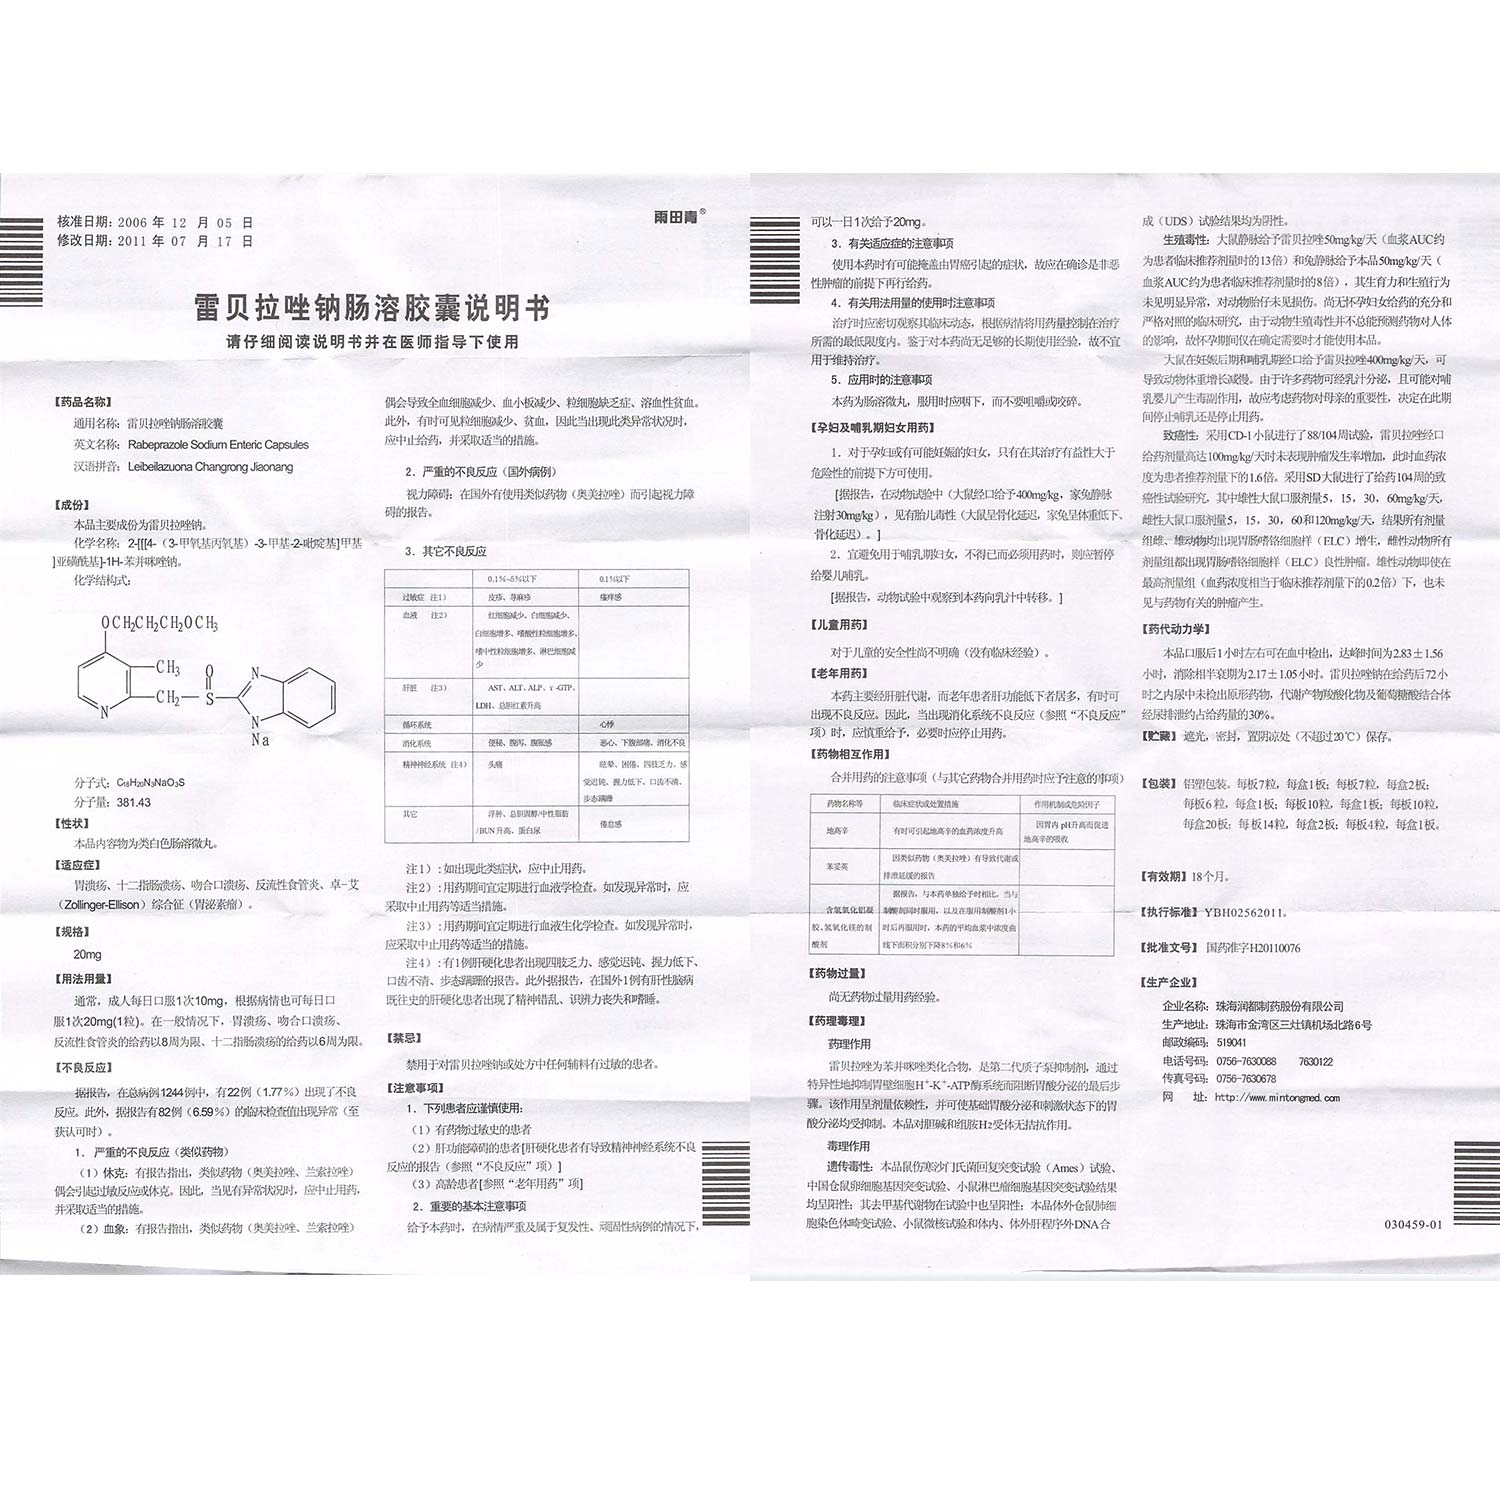 核准日期: 2006 年 12 月 05 日
修改日期: 2011 年 07 月 17 日
雨田青®
雷贝拉唑钠肠溶胶囊说明书
请仔细阅读说明书并在医师指导下使用
【药品名称】
通用名称: 雷贝拉唑钠肠溶胶囊
英文名称: Rabeprazole Sodium Enteric Capsules
汉语拼音: Leibeilazuona Changrong Jiaonang
【成份】
本品主要成份为雷贝拉唑钠。
化学名称: 2-[[[4-（3-甲氧基丙氧基）-3-甲基-2-吡啶基]甲基
]亚磺酰基]-1H-苯并咪唑钠。
化学结构式:
OCH₂CH₂CH₂OCH₃
CH₃
O
CH₂
S
N
N
N
Na
分子式: C₁₈H₂₀N₃NaO₃S
分子量: 381.43
【性状】
本品内容物为类白色肠溶微丸。
【适应症】
胃溃疡、十二指肠溃疡、吻合口溃疡、反流性食管炎、卓-艾
（Zollinger-Ellison）综合征（胃泌素瘤）。
【规格】
20mg
【用法用量】
通常，成人每日口服1次10mg，根据病情也可每日口
服1次20mg(1粒)。在一般情况下，胃溃疡、吻合口溃疡、
反流性食管炎的给药以8周为限、十二指肠溃疡的给药以6周为限。
【不良反应】
据报告，在总病例1244例中，有22例（1.77%）出现了不良
反应。此外，据报告有82例（6.59%）的临床检查值出现异常（至
获认可时）。
1. 严重的不良反应（类似药物）
（1）休克: 有报告指出，类似药物（奥美拉唑、兰索拉唑）
偶会引起过敏反应或休克。因此，当见有异常状况时，应中止用药，
并采取适当的措施。
（2）血象: 有报告指出，类似药物（奥美拉唑、兰索拉唑）
偶会导致全血细胞减少、血小板减少、粒细胞缺乏症、溶血性贫血。
此外，有时可见粒细胞减少、贫血，因此当出现此类异常状况时，
应中止给药，并采取适当的措施。
2. 严重的不良反应（国外病例）
视力障碍: 在国外有使用类似药物（奥美拉唑）而引起视力障
碍的报告。
3. 其它不良反应
0.1%~5%以下 0.1%以下
过敏症 注1） 皮疹、荨麻疹 瘙痒感
血液 注2） 红细胞减少、白细胞减少、
白细胞增多、嗜酸性粒细胞增多、
嗜中性粒细胞增多、淋巴细胞减
少
肝脏 注3） AST、ALT、ALP、γ-GTP、
LDH、总胆红素升高
循环系统 心悸
消化系统 便秘、腹泻、腹胀感 恶心、下腹部痛、消化不良
精神神经系统 注4） 头痛 眩晕、困倦、四肢乏力、感
觉迟钝、握力低下、口齿不清、
步态蹒跚
其它 浮肿、总胆固醇/中性脂肪
/BUN升高、蛋白尿 倦怠感
注1）: 如出现此类症状，应中止用药。
注2）: 用药期间宜定期进行血液学检查。如发现异常时，应
采取中止用药等适当措施。
注3）: 用药期间宜定期进行血液生化学检查。如发现异常时，
应采取中止用药等适当的措施。
注4）: 有1例肝硬化患者出现四肢乏力、感觉迟钝、握力低下、
口齿不清、步态蹒跚的报告。此外据报告，在国外1例有肝性脑病
既往史的肝硬化患者出现了精神错乱、识辨力丧失和嗜睡。
【禁忌】
禁用于对雷贝拉唑钠或处方中任何辅料有过敏的患者。
【注意事项】
1. 下列患者应谨慎使用:
（1）有药物过敏史的患者
（2）肝功能障碍的患者[肝硬化患者有导致精神神经系统不良
反应的报告（参照“不良反应”项）]
（3）高龄患者[参照“老年用药”项]
2. 重要的基本注意事项
给予本药时，在病情严重及属于复发性、顽固性病例的情况下，
可以一日1次给予20mg。
3. 有关适应症的注意事项
使用本药时有可能掩盖由胃癌引起的症状，故应在确诊是非恶
性肿瘤的前提下再行给药。
4. 有关用法用量的使用时注意事项
治疗时应密切观察其临床动态，根据病情将用药量控制在治疗
所需的最低限度内。鉴于对本药尚无足够的长期使用经验，故不宜
用于维持治疗。
5. 应用时的注意事项
本药为肠溶微丸，服用时应咽下，而不要咀嚼或咬碎。
【孕妇及哺乳期妇女用药】
1. 对于孕妇或有可能妊娠的妇女，只有在其治疗有益性大于
危险性的前提下方可使用。
[据报告，在动物试验中（大鼠经口给予400mg/kg，家兔静脉
注射30mg/kg），见有胎儿毒性（大鼠呈骨化延迟，家兔呈体重低下、
骨化延迟）。]
2. 宜避免用于哺乳期妇女，不得已而必须用药时，则应暂停
给婴儿哺乳。
[据报告，动物试验中观察到本药向乳汁中转移。]
【儿童用药】
对于儿童的安全性尚不明确（没有临床经验）。
【老年用药】
本药主要经肝脏代谢，而老年患者肝功能低下者居多，有时可
出现不良反应。因此，当出现消化系统不良反应（参照“不良反应”
项）时，应慎重给予，必要时应停止用药。
【药物相互作用】
合并用药的注意事项（与其它药物合并用药时应予注意的事项）
药物名称等 临床症状或处置措施 作用机制或危险因子
地高辛 有时可引起地高辛的血药浓度升高 因胃内 pH升高而促进
地高辛的吸收
苯妥英 因类似药物（奥美拉唑）有导致代谢或
排泄延缓的报告
含氢氧化铝凝
胶、氢氧化镁的制
酸剂
据报告，与本药单独给予时相比，当与
制酸剂同时服用，以及在服用制酸剂1小
时后再服用时，本药的平均血浆中浓度曲
线下面积分别下降8%和6%
【药物过量】
尚无药物过量用药经验。
【药理毒理】
药理作用
雷贝拉唑为苯并咪唑类化合物，是第二代质子泵抑制剂，通过
特异性地抑制胃壁细胞H⁺-K⁺-ATP酶系统而阻断胃酸分泌的最后步
骤。该作用呈剂量依赖性，并可使基础胃酸分泌和刺激状态下的胃
酸分泌均受抑制。本品对胆碱和组胺H₂受体无拮抗作用。
毒理作用
遗传毒性: 本品鼠伤寒沙门氏菌回复突变试验（Ames）试验、
中国仓鼠卵细胞基因突变试验、小鼠淋巴瘤细胞基因突变试验结果
均呈阳性; 其去甲基代谢物在试验中也呈阳性; 本品体外仓鼠肺细
胞染色体畸变试验、小鼠微核试验和体内、体外肝程序外DNA合
成（UDS）试验结果均为阴性。
生殖毒性: 大鼠静脉给予雷贝拉唑50mg/kg/天（血浆AUC约
为患者临床推荐剂量时的13倍）和兔静脉给予本品50mg/kg/天（
血浆AUC约为患者临床推荐剂量时的8倍），其生育力和生殖行为
未见明显异常，对动物胎仔未见损伤。尚无怀孕妇女给药的充分和
严格对照的临床研究，由于动物生殖毒性并不总能预测药物对人体
的影响，故怀孕期间仅在确定需要时才能使用本品。
大鼠在妊娠后期和哺乳期经口给予雷贝拉唑400mg/kg/天，可
导致动物体重增长减慢。由于许多药物可经乳汁分泌，且可能对哺
乳婴儿产生毒副作用，故应考虑药物对母亲的重要性，决定在此期
间停止哺乳还是停止用药。
致癌性: 采用CD-1小鼠进行了88/104周试验，雷贝拉唑经口
给药剂量高达100mg/kg/天时未表现肿瘤发生率增加，此时血药浓
度为患者推荐剂量下的1.6倍。采用SD大鼠进行了给药104周的致
癌性试验研究，其中雄性大鼠口服剂量5，15，30，60mg/kg/天，
雌性大鼠口服剂量5，15，30，60和120mg/kg/天，结果所有剂量
组雌、雄动物均出现胃肠嗜铬细胞样（ELC）增生，雌性动物所有
剂量组都出现胃肠嗜铬细胞样（ELC）良性肿瘤。雄性动物即使在
最高剂量组（血药浓度相当于临床推荐剂量下的0.2倍）下，也未
见与药物有关的肿瘤产生。
【药代动力学】
本品口服后1小时左右可在血中检出，达峰时间为2.83±1.56
小时，消除相半衰期为2.17±1.05小时。雷贝拉唑钠在给药后72小
时之内尿中未检出原形药物，代谢产物羧酸化物及葡萄糖酸结合体
经尿排泄约占给药量的30%。
【贮藏】 遮光，密封，置阴凉处（不超过20℃）保存。
【包装】 铝塑包装。每板7粒，每盒1板; 每板7粒，每盒2板;
每板6粒，每盒1板; 每板10粒，每盒1板; 每板10粒，
每盒20板; 每板14粒，每盒2板; 每板4粒，每盒1板。
【有效期】 18个月。
【执行标准】 YBH02562011。
【批准文号】 国药准字H20110076
【生产企业】
企业名称: 珠海润都制药股份有限公司
生产地址: 珠海市金湾区三灶镇机场北路6号
邮政编码: 519041
电话号码: 0756-7630088 7630122
传真号码: 0756-7630678
网 址: http://www.mintongmed.com
030459-01